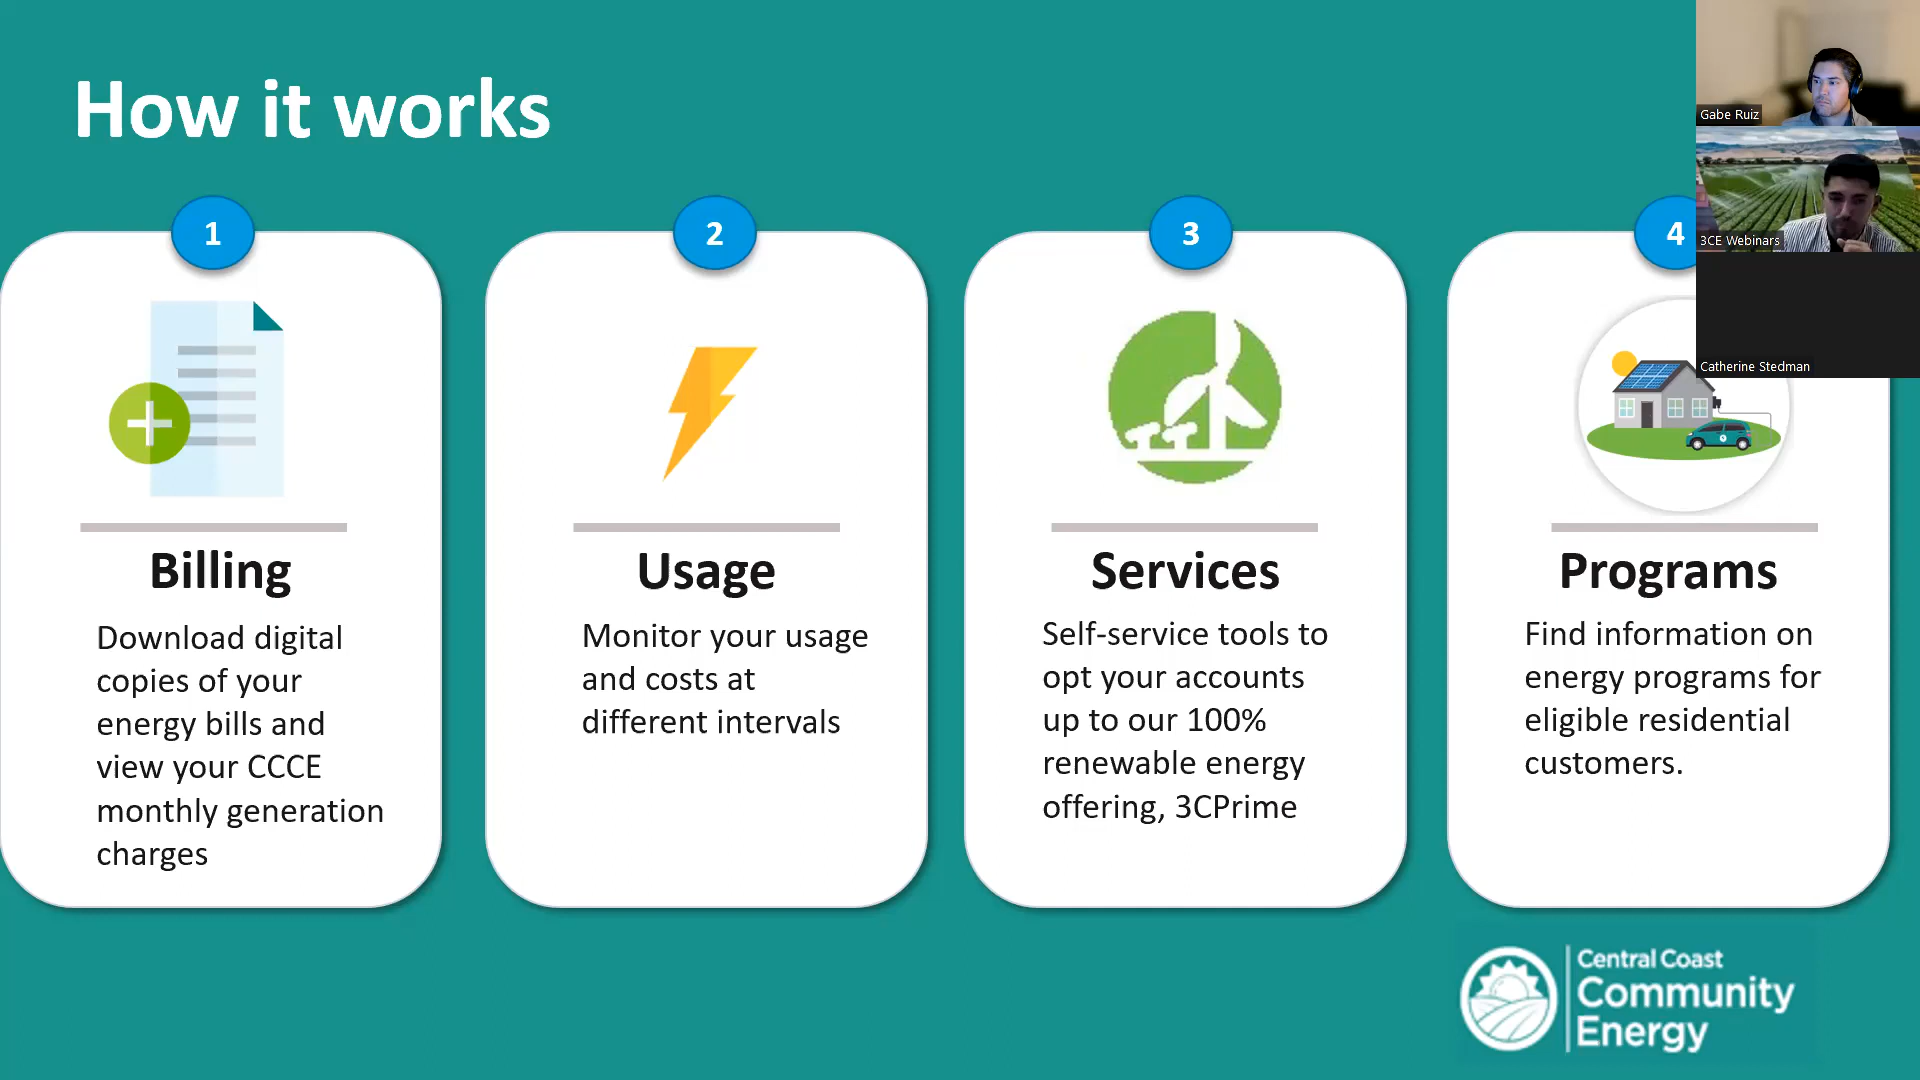 How it works
1
2
3
4
Billing
Download digital
copies of your
energy bills and
view your CCCE
monthly generation
charges
Usage
Monitor your usage
and costs at
different intervals
Services
Self-service tools to
opt your accounts
up to our 100%
renewable energy
offering, 3CPrime
Programs
Find information on
energy programs for
eligible residential
customers.
Gabe Ruiz
3CE Webinars
Catherine Stedman
Central Coast
Community
Energy